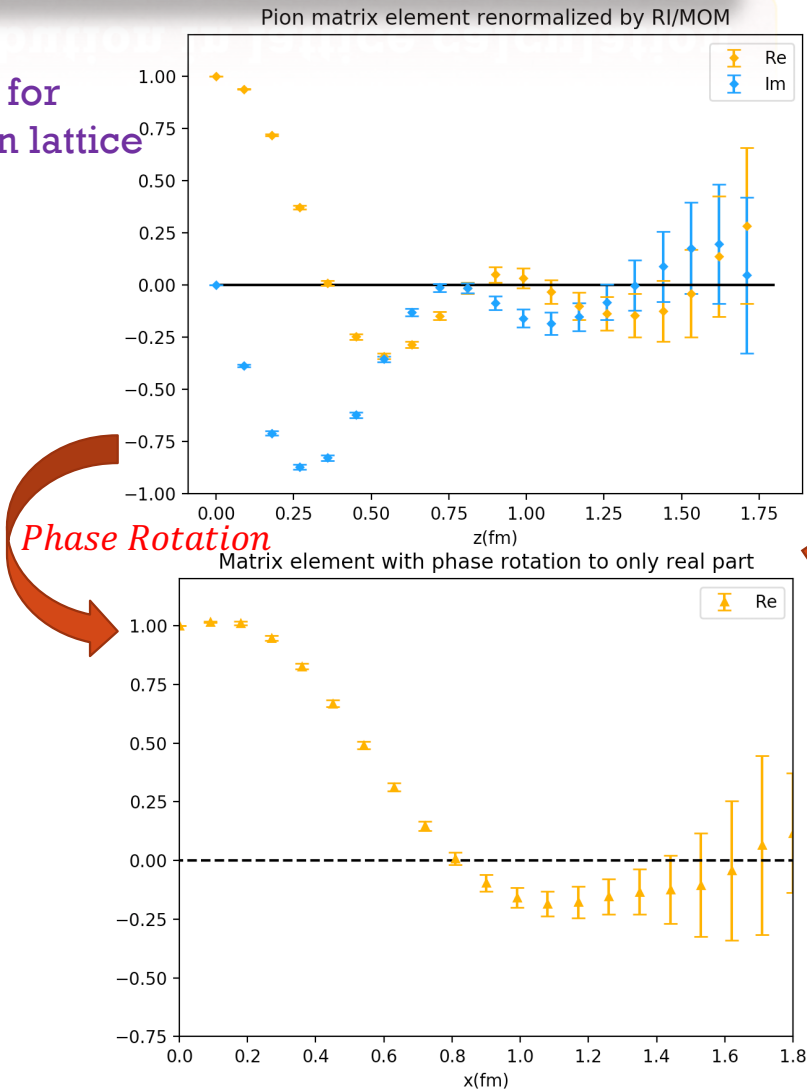 Pion matrix element renormalized by RI/MOM
for
n lattice
Re
Im
1.00
0.75
0.50
0.25
0.00
−0.25
−0.50
−0.75
−1.00
0.00 0.25 0.50 0.75 1.00 1.25 1.50 1.75
z(fm)
Phase Rotation
Matrix element with phase rotation to only real part
Re
1.00
0.75
0.50
0.25
0.00
−0.25
−0.50
−0.75
0.0 0.2 0.4 0.6 0.8 1.0 1.2 1.4 1.6 1.8
x(fm)